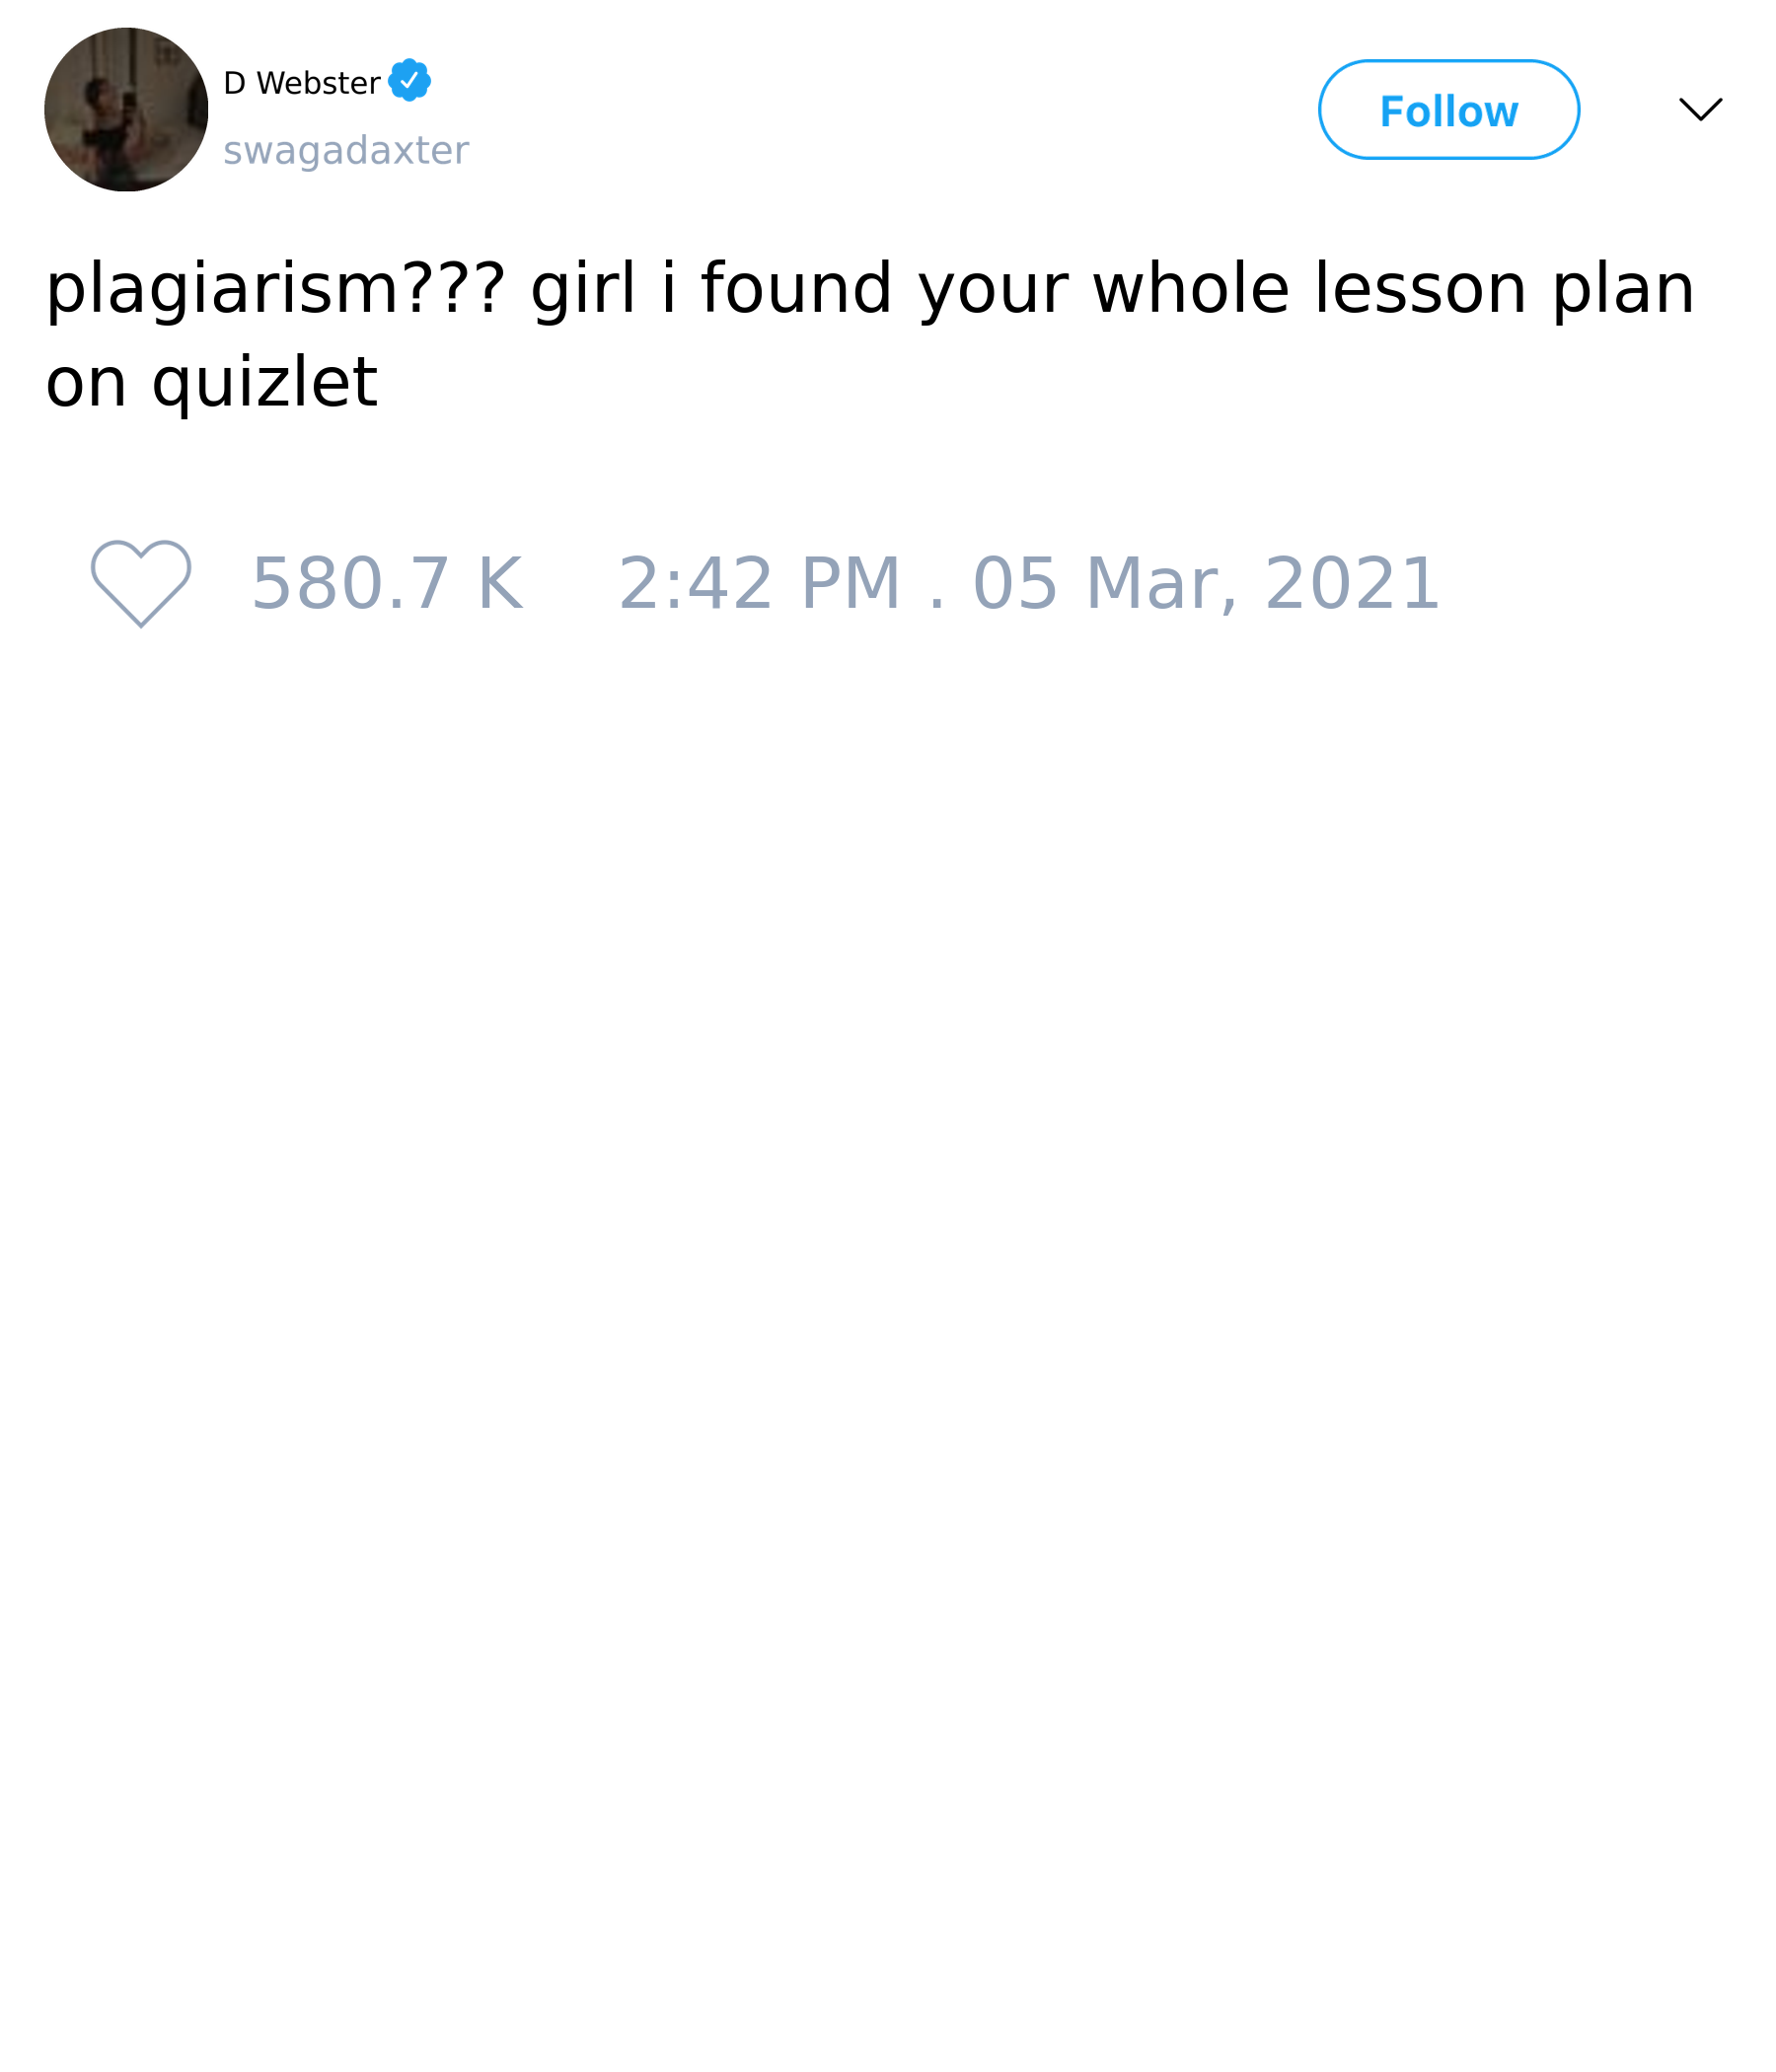 D Webster
swagadaxter
Follow
plagiarism??? girl i found your whole lesson plan
on quizlet
580.7 K 2:42 PM . 05 Mar, 2021